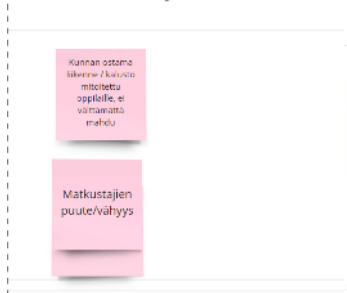 Kunnan ostama
liikenne / kalusto
mitoitettu
oppilaille, ei
välttämättä
mahdu
Matkustajien
puute/vähyys